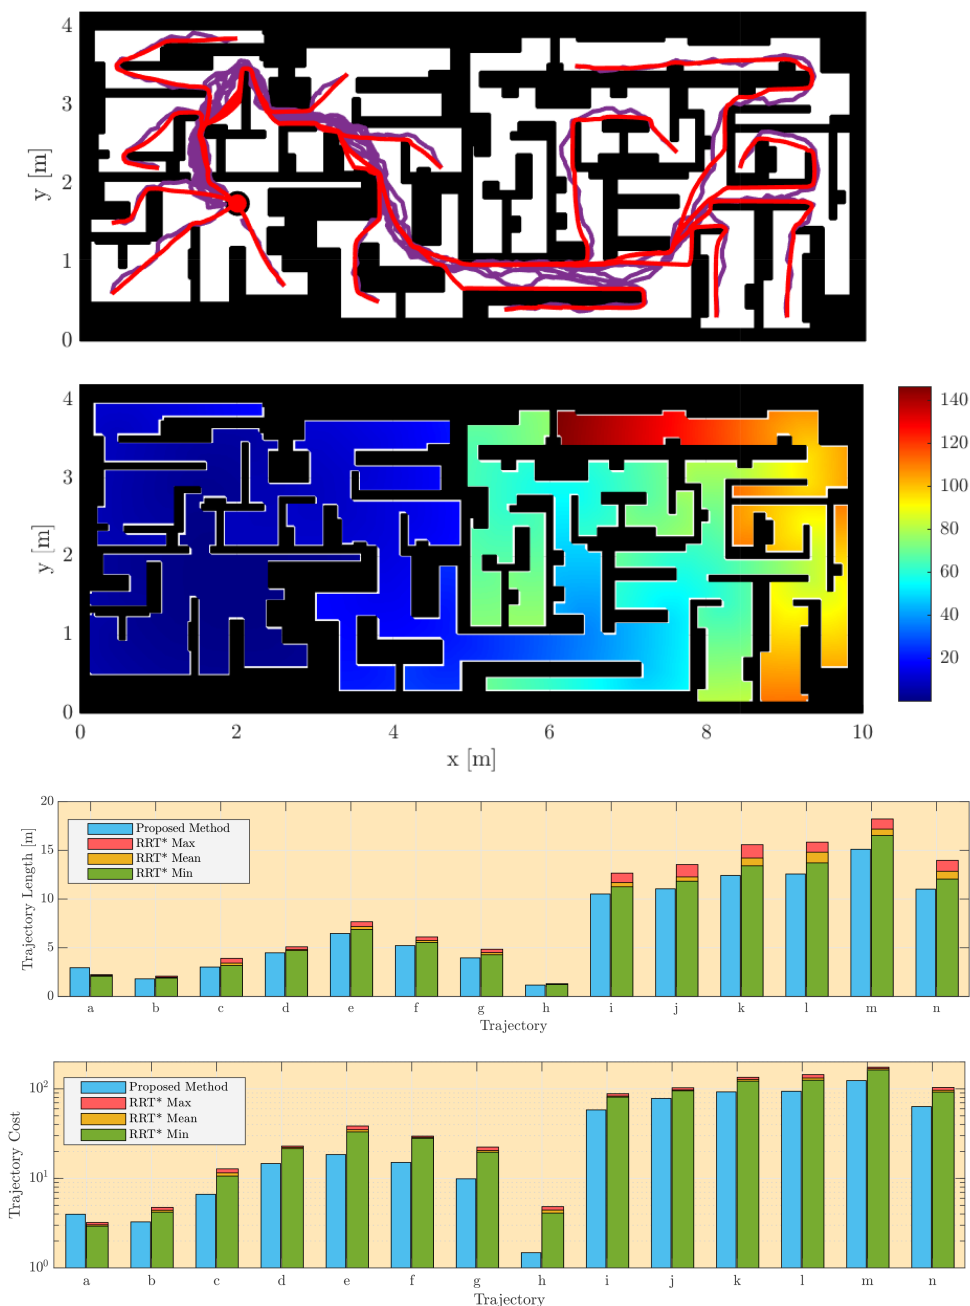 4
3
2
1
0
y [m]
4
3
2
1
0
y [m]
0 2 4 6 8 10
x [m]
140
120
100
80
60
40
20
20
15
10
5
0
Trajectory Length [m]
Proposed Method
RRT* Max
RRT* Mean
RRT* Min
a b c d e f g h i j k l m n
Trajectory
10²
10¹
10⁰
Trajectory Cost
Proposed Method
RRT* Max
RRT* Mean
RRT* Min
a b c d e f g h i j k l m n
Trajectory